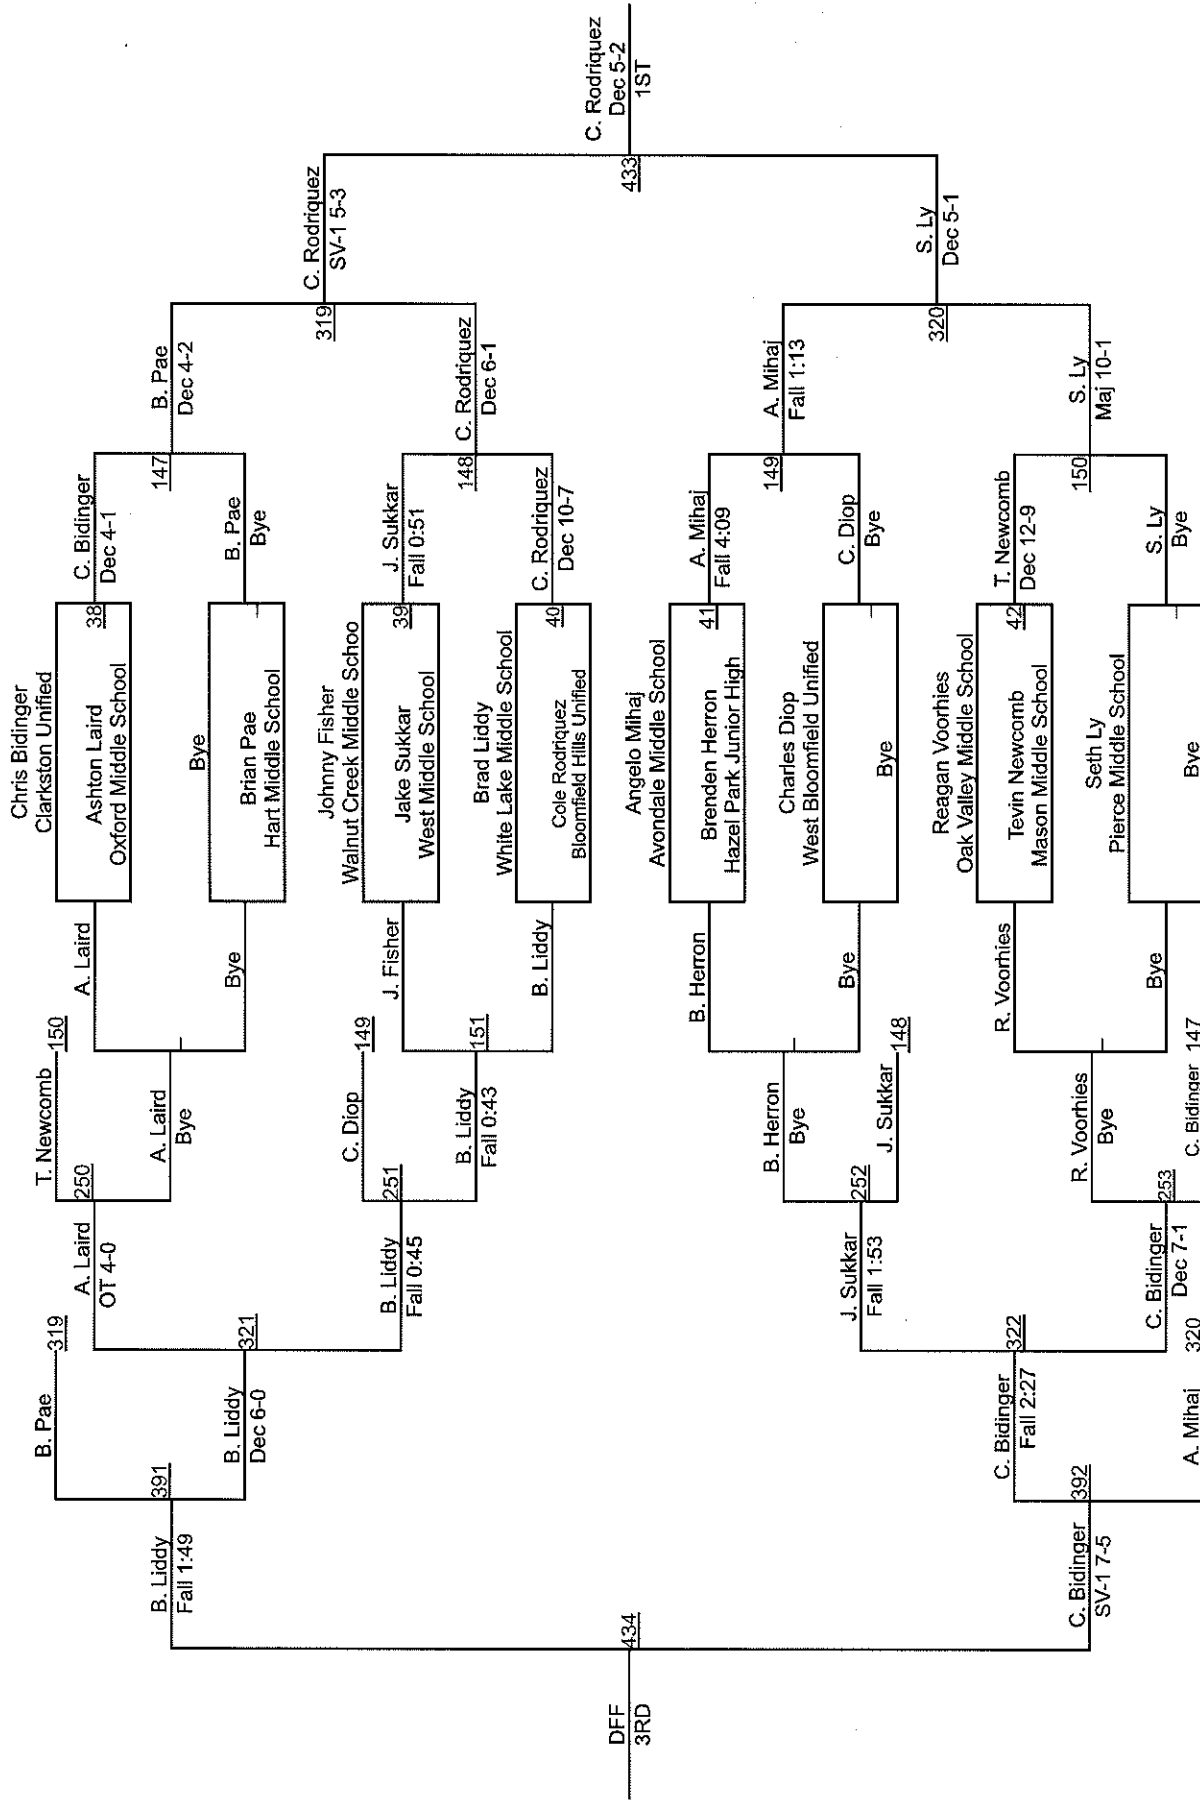 Chris Bidinger
Clarkston Unified
38
Ashton Laird
Oxford Middle School
Bye
Brian Pae
Hart Middle School
Johnny Fisher
Walnut Creek Middle Schoo
39
Jake Sukkar
West Middle School
Brad Liddy
White Lake Middle School
40
Cole Rodriquez
Bloomfield Hills Unified
Angelo Mihaj
Avondale Middle School
41
Brenden Herron
Hazel Park Junior High
Charles Diop
West Bloomfield Unified
Bye
Reagan Voorhies
Oak Valley Middle School
42
Tevin Newcomb
Mason Middle School
Seth Ly
Pierce Middle School
Bye
C. Bidinger
Dec 4-1
147
B. Pae
Bye
J. Sukkar
Fall 0:51
148
C. Rodriquez
Dec 10-7
A. Mihaj
Fall 4:09
149
C. Diop
Bye
T. Newcomb
Dec 12-9
150
S. Ly
Bye
B. Pae
Dec 4-2
319
C. Rodriquez
Dec 6-1
A. Mihaj
Fall 1:13
320
S. Ly
Maj 10-1
C. Rodriquez
SV-1 5-3
433
S. Ly
Dec 5-1
C. Rodriquez
Dec 5-2
1ST
A. Laird
Bye
J. Fisher
151
B. Liddy
B. Herron
Bye
R. Voorhies
Bye
T. Newcomb
150
250
A. Laird
Bye
C. Diop
149
251
B. Liddy
Fall 0:43
B. Herron
Bye
252
J. Sukkar
148
R. Voorhies
Bye
253
C. Bidinger
147
B. Pae
319
A. Laird
OT 4-0
321
B. Liddy
Fall 0:45
J. Sukkar
Fall 1:53
322
C. Bidinger
Dec 7-1
320
A. Mihaj
391
B. Liddy
Dec 6-0
C. Bidinger
Fall 2:27
392
B. Liddy
Fall 1:49
434
C. Bidinger
SV-1 7-5
DFF
3RD